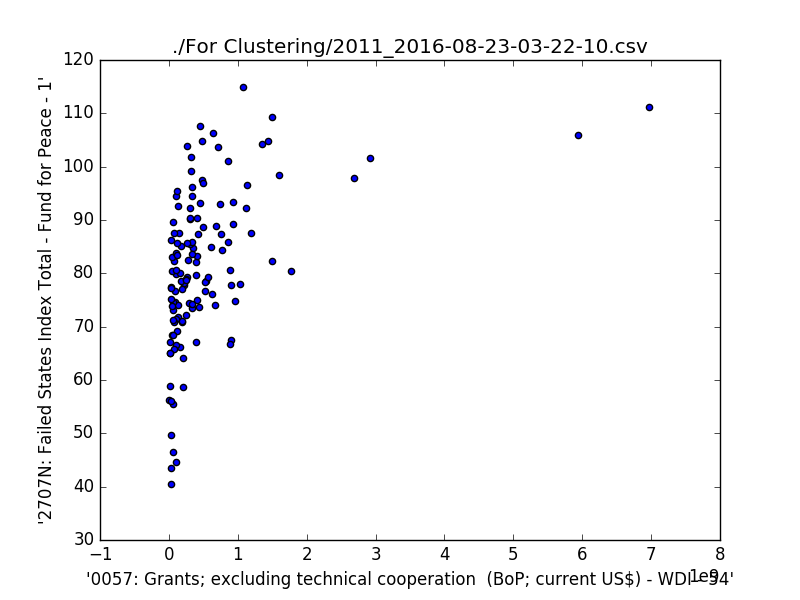 ./For Clustering/2011_2016-08-23-03-22-10.csv
120
110
100
90
80
70
60
50
40
30
'2707N: Failed States Index Total - Fund for Peace - 1'
−1 0 1 2 3 4 5 6 7 8
1e9
'0057: Grants; excluding technical cooperation (BoP; current US$) - WDI - 94'